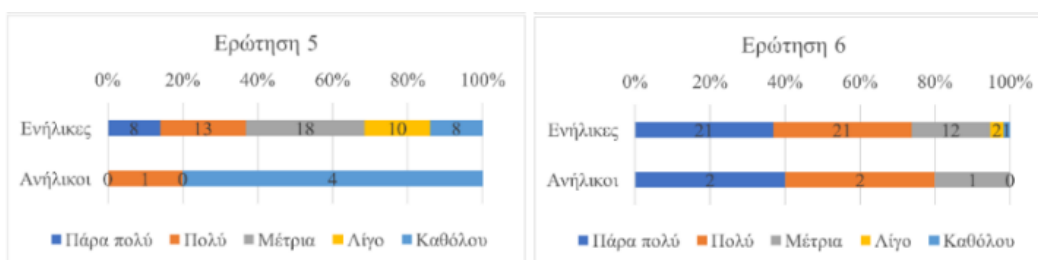 Ερώτηση 5
0% 20% 40% 60% 80% 100%
Ενήλικες 8 13 18 10 8
Ανήλικοι 0 1 0 4
Πάρα πολύ Πολύ Μέτρια Λίγο Καθόλου
Ερώτηση 6
0% 20% 40% 60% 80% 100%
Ενήλικες 21 21 12 2
Ανήλικοι 2 2 1 0
Πάρα πολύ Πολύ Μέτρια Λίγο Καθόλου